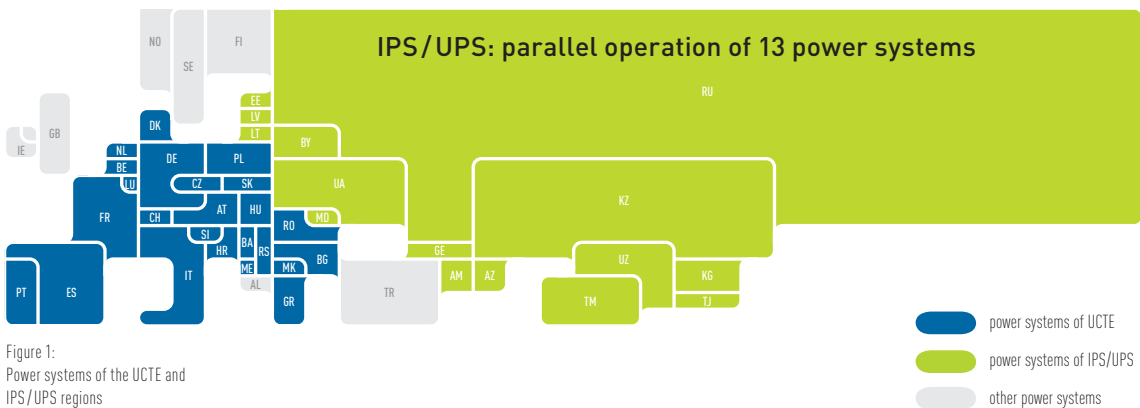 NO
SE
FI
IPS/UPS: parallel operation of 13 power systems
RU
EE
LV
LT
BY
GB
IE
DK
NL
BE
LU
DE
PL
CZ
SK
UA
KZ
FR
CH
AT
HU
RO
MD
SI
HR
BA
RS
BG
GE
ME
MK
AL
PT
ES
IT
GR
TR
AM
AZ
UZ
KG
TJ
TM
power systems of UCTE
power systems of IPS/UPS
other power systems
Figure 1:
Power systems of the UCTE and
IPS/UPS regions